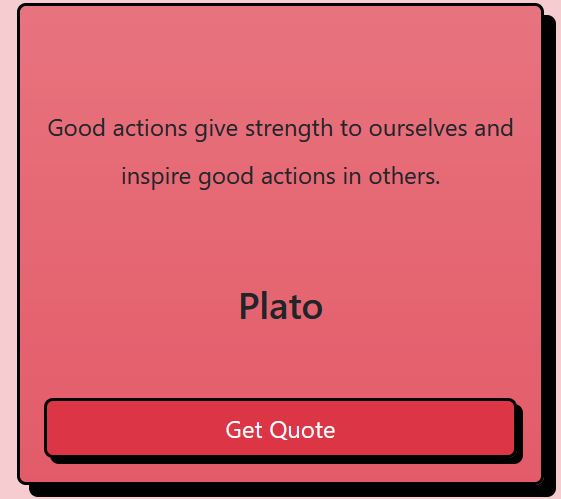 Good actions give strength to ourselves and
inspire good actions in others.
Plato
Get Quote